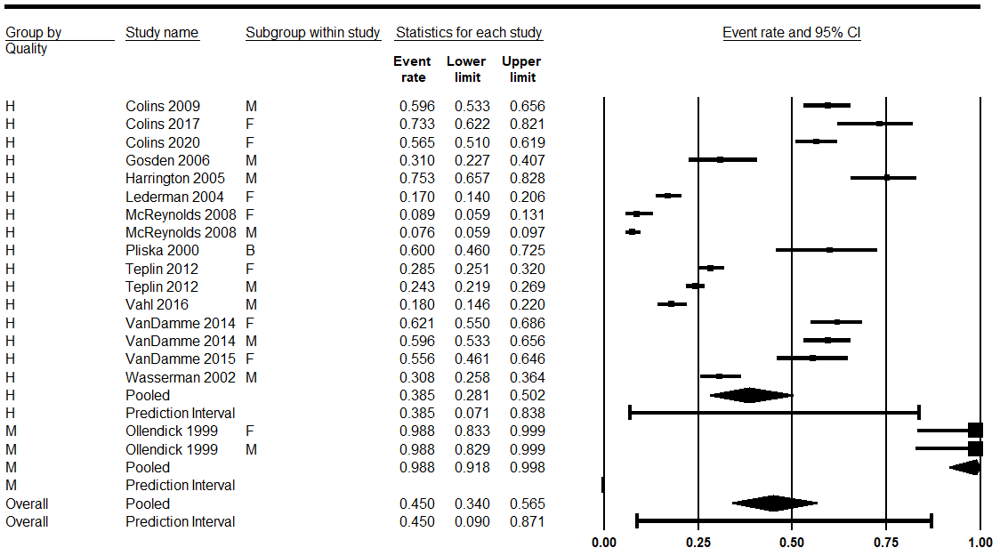 Group by Study name Subgroup within study Statistics for each study Event rate and 95% CI
Quality
Event Lower Upper
rate limit limit
H Colins 2009 M 0.596 0.533 0.656
H Colins 2017 F 0.733 0.622 0.821
H Colins 2020 F 0.565 0.510 0.619
H Gosden 2006 M 0.310 0.227 0.407
H Harrington 2005 M 0.753 0.657 0.828
H Lederman 2004 F 0.170 0.140 0.206
H McReynolds 2008 F 0.089 0.059 0.131
H McReynolds 2008 M 0.076 0.059 0.097
H Pliska 2000 B 0.600 0.460 0.725
H Teplin 2012 F 0.285 0.251 0.320
H Teplin 2012 M 0.243 0.219 0.269
H Vahl 2016 M 0.180 0.146 0.220
H VanDamme 2014 F 0.621 0.550 0.686
H VanDamme 2014 M 0.596 0.533 0.656
H VanDamme 2015 F 0.556 0.461 0.646
H Wasserman 2002 M 0.308 0.258 0.364
H Pooled 0.385 0.281 0.502
H Prediction Interval 0.385 0.071 0.838
M Ollendick 1999 F 0.988 0.833 0.999
M Ollendick 1999 M 0.988 0.829 0.999
M Pooled 0.988 0.918 0.998
M Prediction Interval
Overall Pooled 0.450 0.340 0.565
Overall Prediction Interval 0.450 0.090 0.871
0.00 0.25 0.50 0.75 1.00